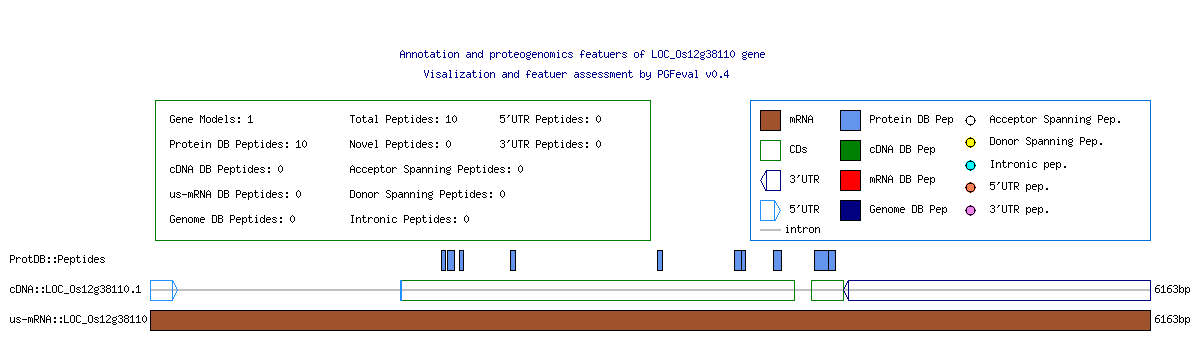 Annotation and proteogenomics featuers of LOC_Os12g38110 gene
Visalization and featuer assessment by PGFeval v0.4
Gene Models: 1
Total Peptides: 10
5'UTR Peptides: 0
Protein DB Peptides: 10
Novel Peptides: 0
3'UTR Peptides: 0
cDNA DB Peptides: 0
Acceptor Spanning Peptides: 0
us-mRNA DB Peptides: 0
Donor Spanning Peptides: 0
Genome DB Peptides: 0
Intronic Peptides: 0
mRNA
Protein DB Pep
Acceptor Spanning Pep.
CDs
cDNA DB Pep
Donor Spanning Pep.
3'UTR
mRNA DB Pep
Intronic pep.
5'UTR
Genome DB Pep
5'UTR pep.
3'UTR pep.
intron
ProtDB::Peptides
cDNA::LOC_Os12g38110.1
6163bp
us-mRNA::LOC_Os12g38110
6163bp